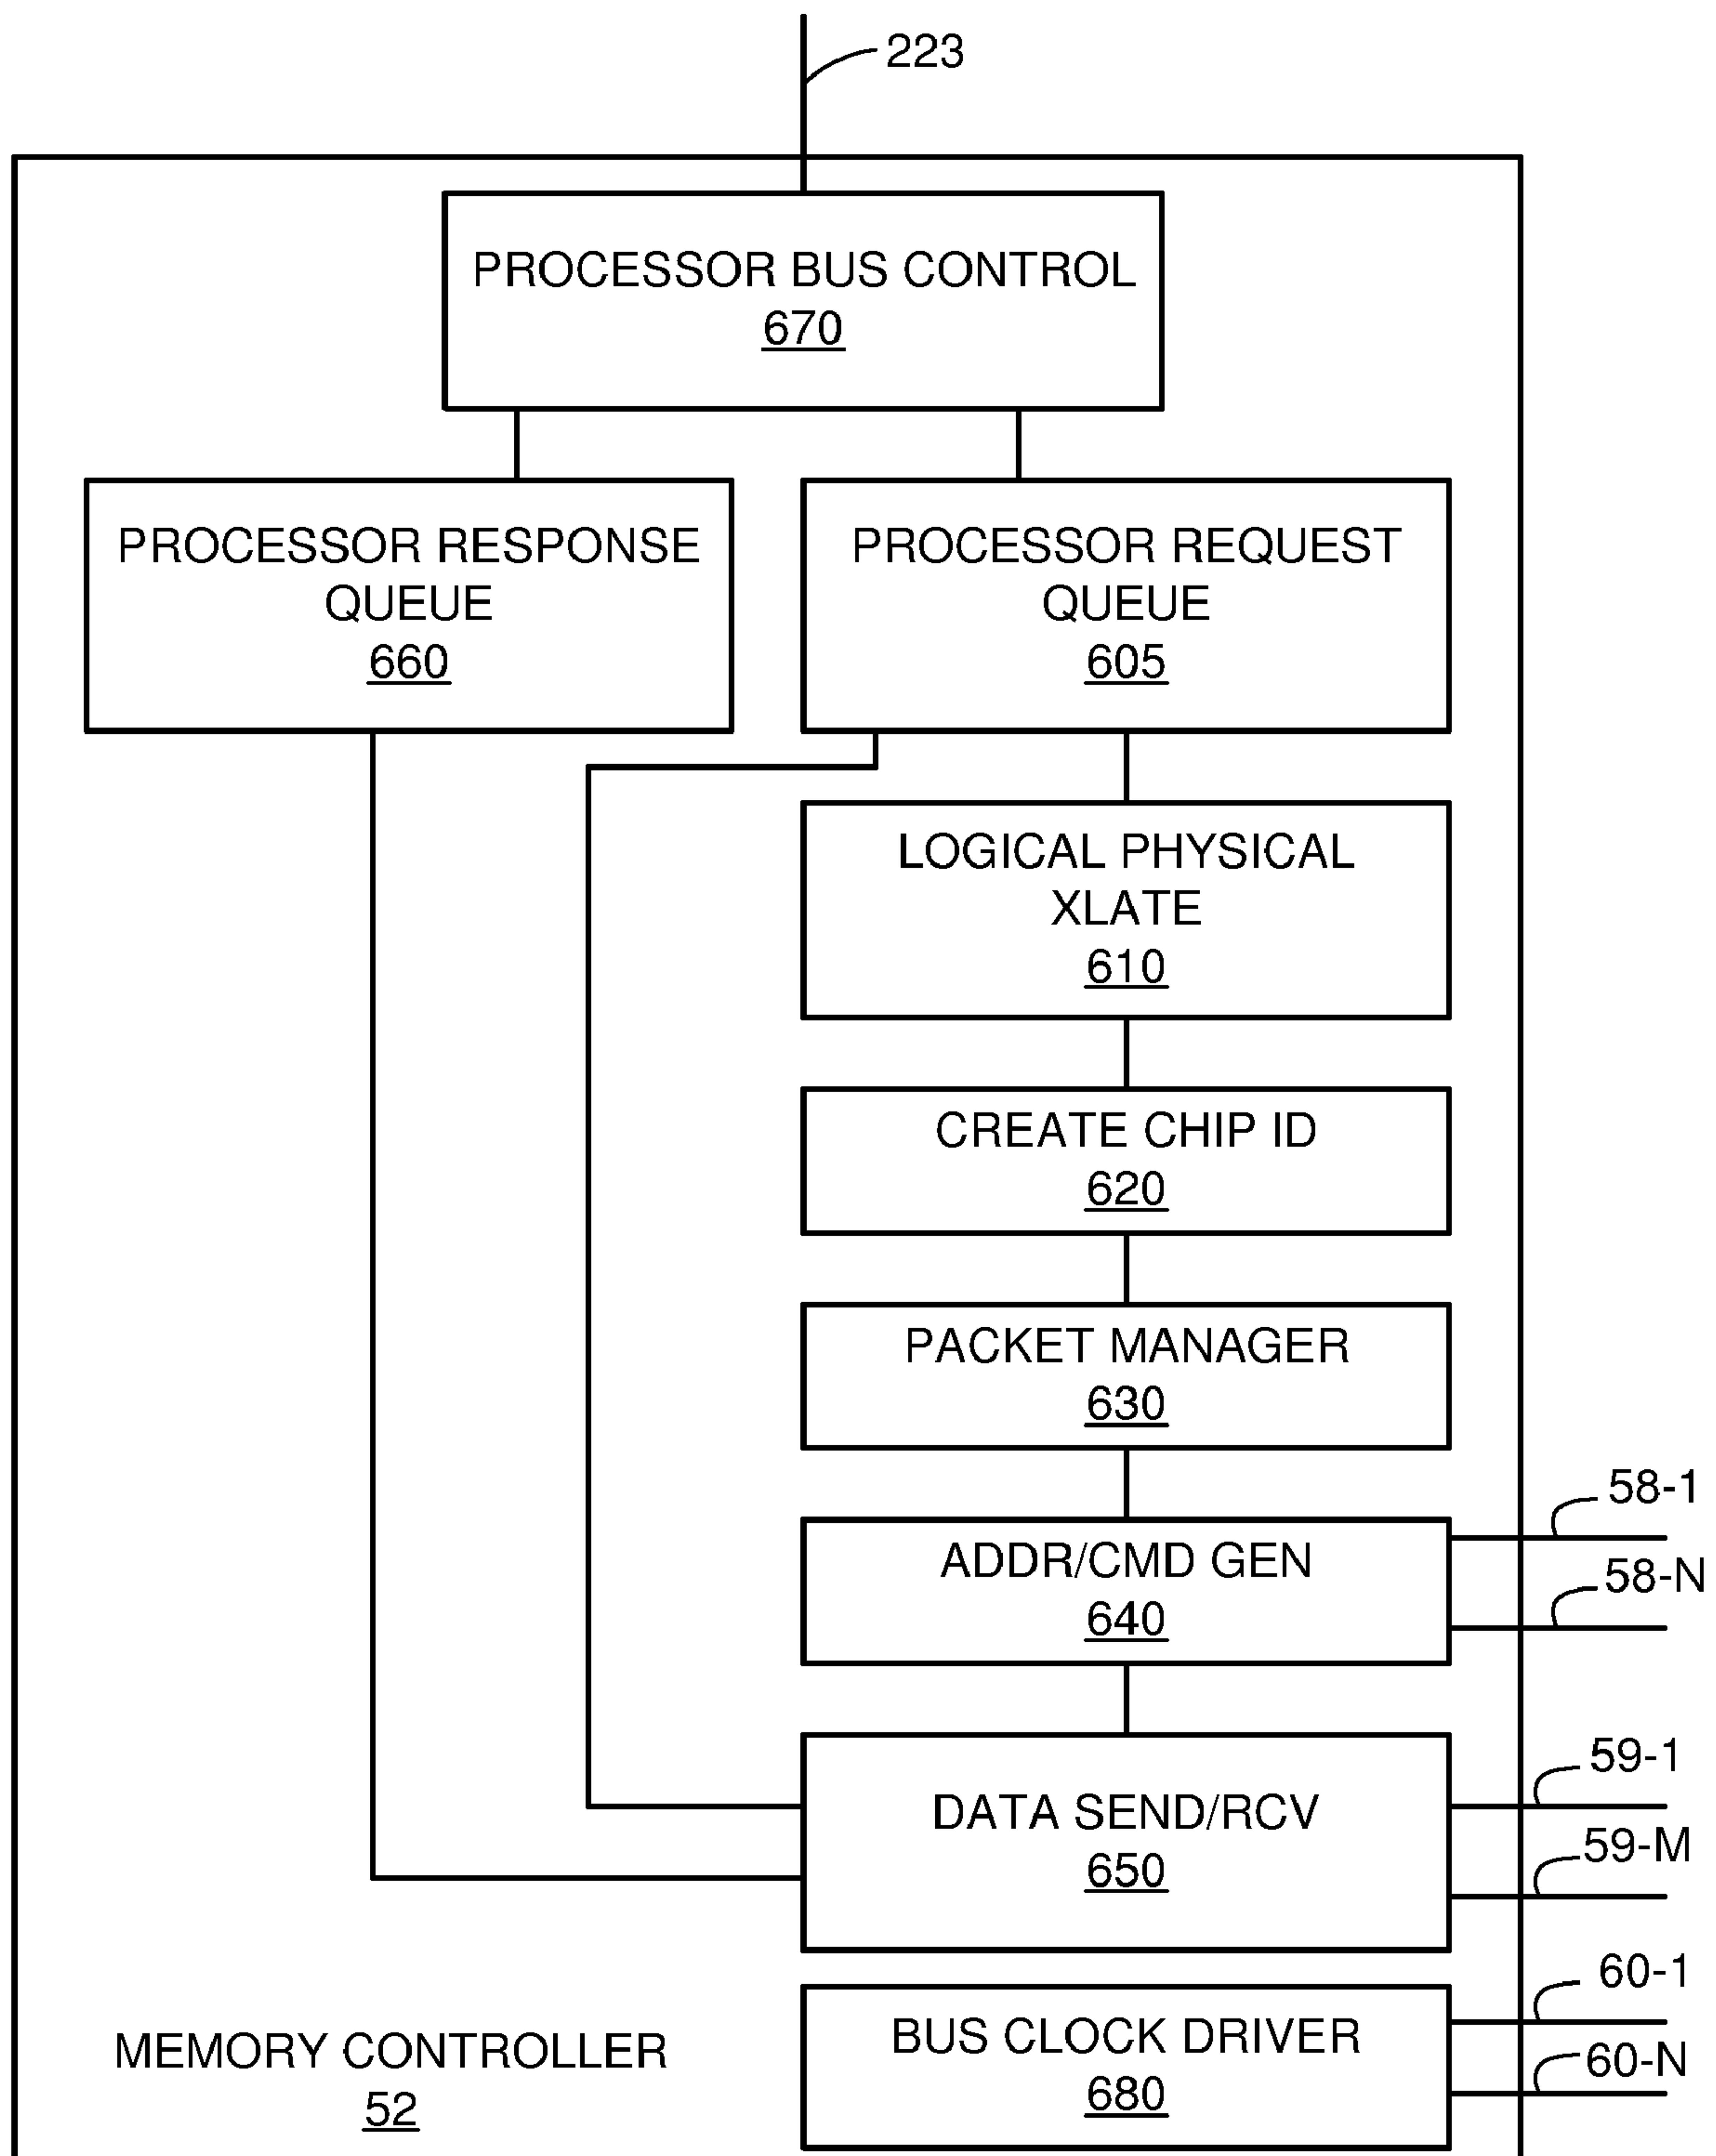 223
PROCESSOR BUS CONTROL
670
PROCESSOR RESPONSE
QUEUE
660
PROCESSOR REQUEST
QUEUE
605
LOGICAL PHYSICAL
XLATE
610
CREATE CHIP ID
620
PACKET MANAGER
630
58-1
ADDR/CMD GEN
640
58-N
59-1
DATA SEND/RCV
650
59-M
60-1
BUS CLOCK DRIVER
680
60-N
MEMORY CONTROLLER
52